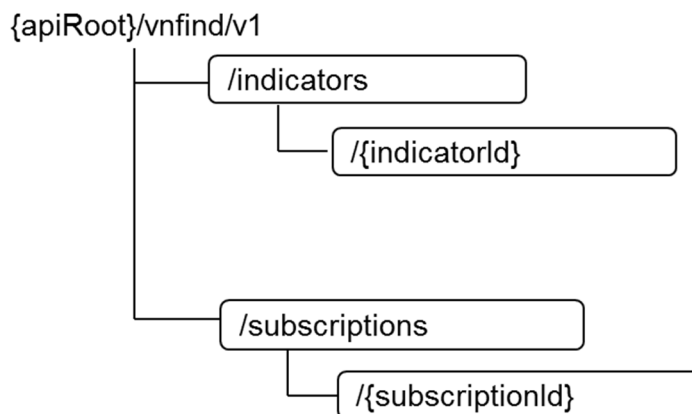 {apiRoot}/vnfind/v1
/indicators
/{indicatorId}
/subscriptions
/{subscriptionId}